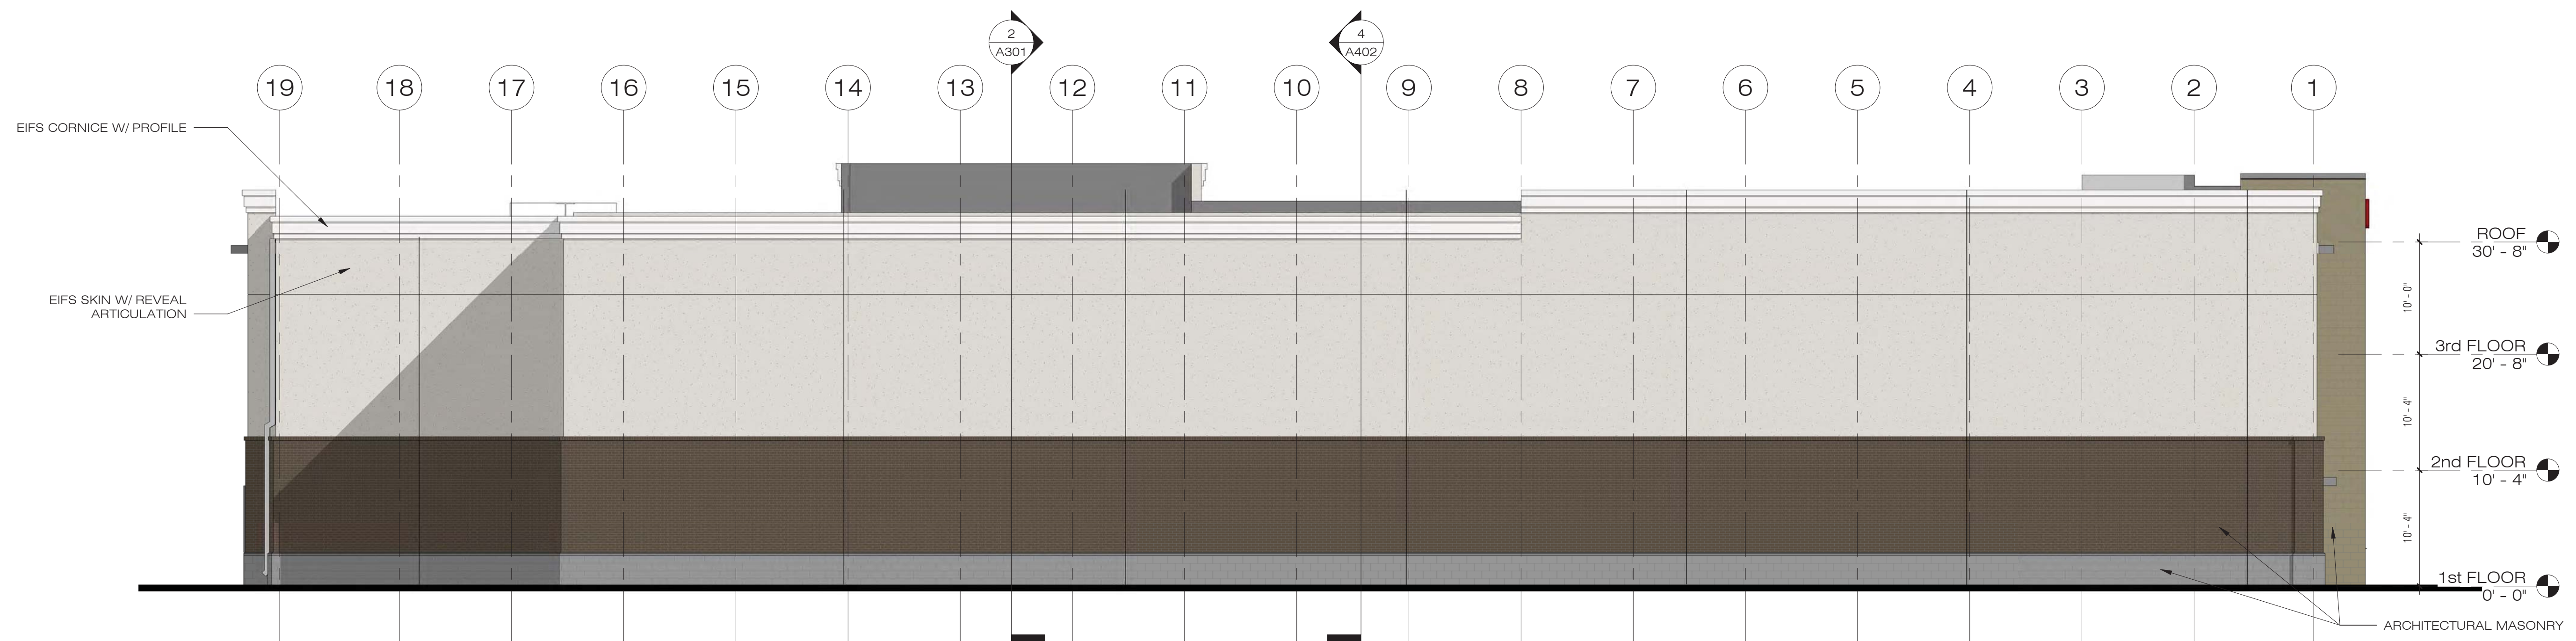 2
A301
4
A402
19 18 17 16 15 14 13 12 11 10 9 8 7 6 5 4 3 2 1
EIFS CORNICE W/ PROFILE
ROOF
30' - 8"
10' - 0"
EIFS SKIN W/ REVEAL
ARTICULATION
3rd FLOOR
20' - 8"
10' - 4"
2nd FLOOR
10' - 4"
10' - 4"
1st FLOOR
0' - 0"
ARCHITECTURAL MASONRY